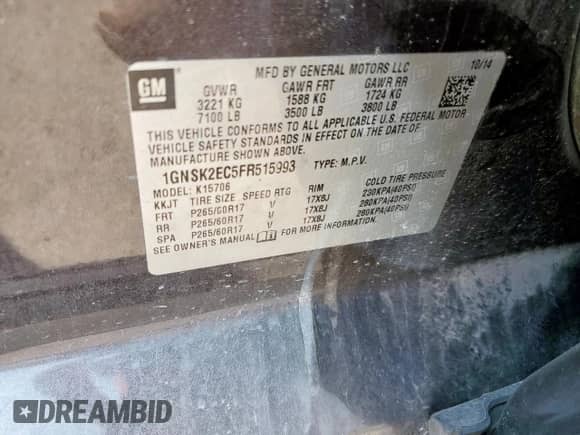 GM
MFD BY GENERAL MOTORS LLC 10/14
GVWR GAWR FRT GAWR RR
3221 KG 1588 KG 1724 KG
7100 LB 3500 LB 3800 LB
THIS VEHICLE CONFORMS TO ALL APPLICABLE U.S. FEDERAL MOTOR
VEHICLE SAFETY STANDARDS IN EFFECT ON THE DATE OF
MANUFACTURE SHOWN ABOVE.
1GNSK2EC5FR515993 TYPE: M.P.V.
MODEL: K15706
KKJT TIRE SIZE SPEED RTG RIM COLD TIRE PRESSURE
FRT P265/60R17 V 17X8J 230KPA(40PSI)
RR P265/60R17 V 17X8J 280KPA(40PSI)
SPA P265/60R17 V 17X8J 280KPA(40PSI)
SEE OWNER'S MANUAL FOR MORE INFORMATION
DREAMBID